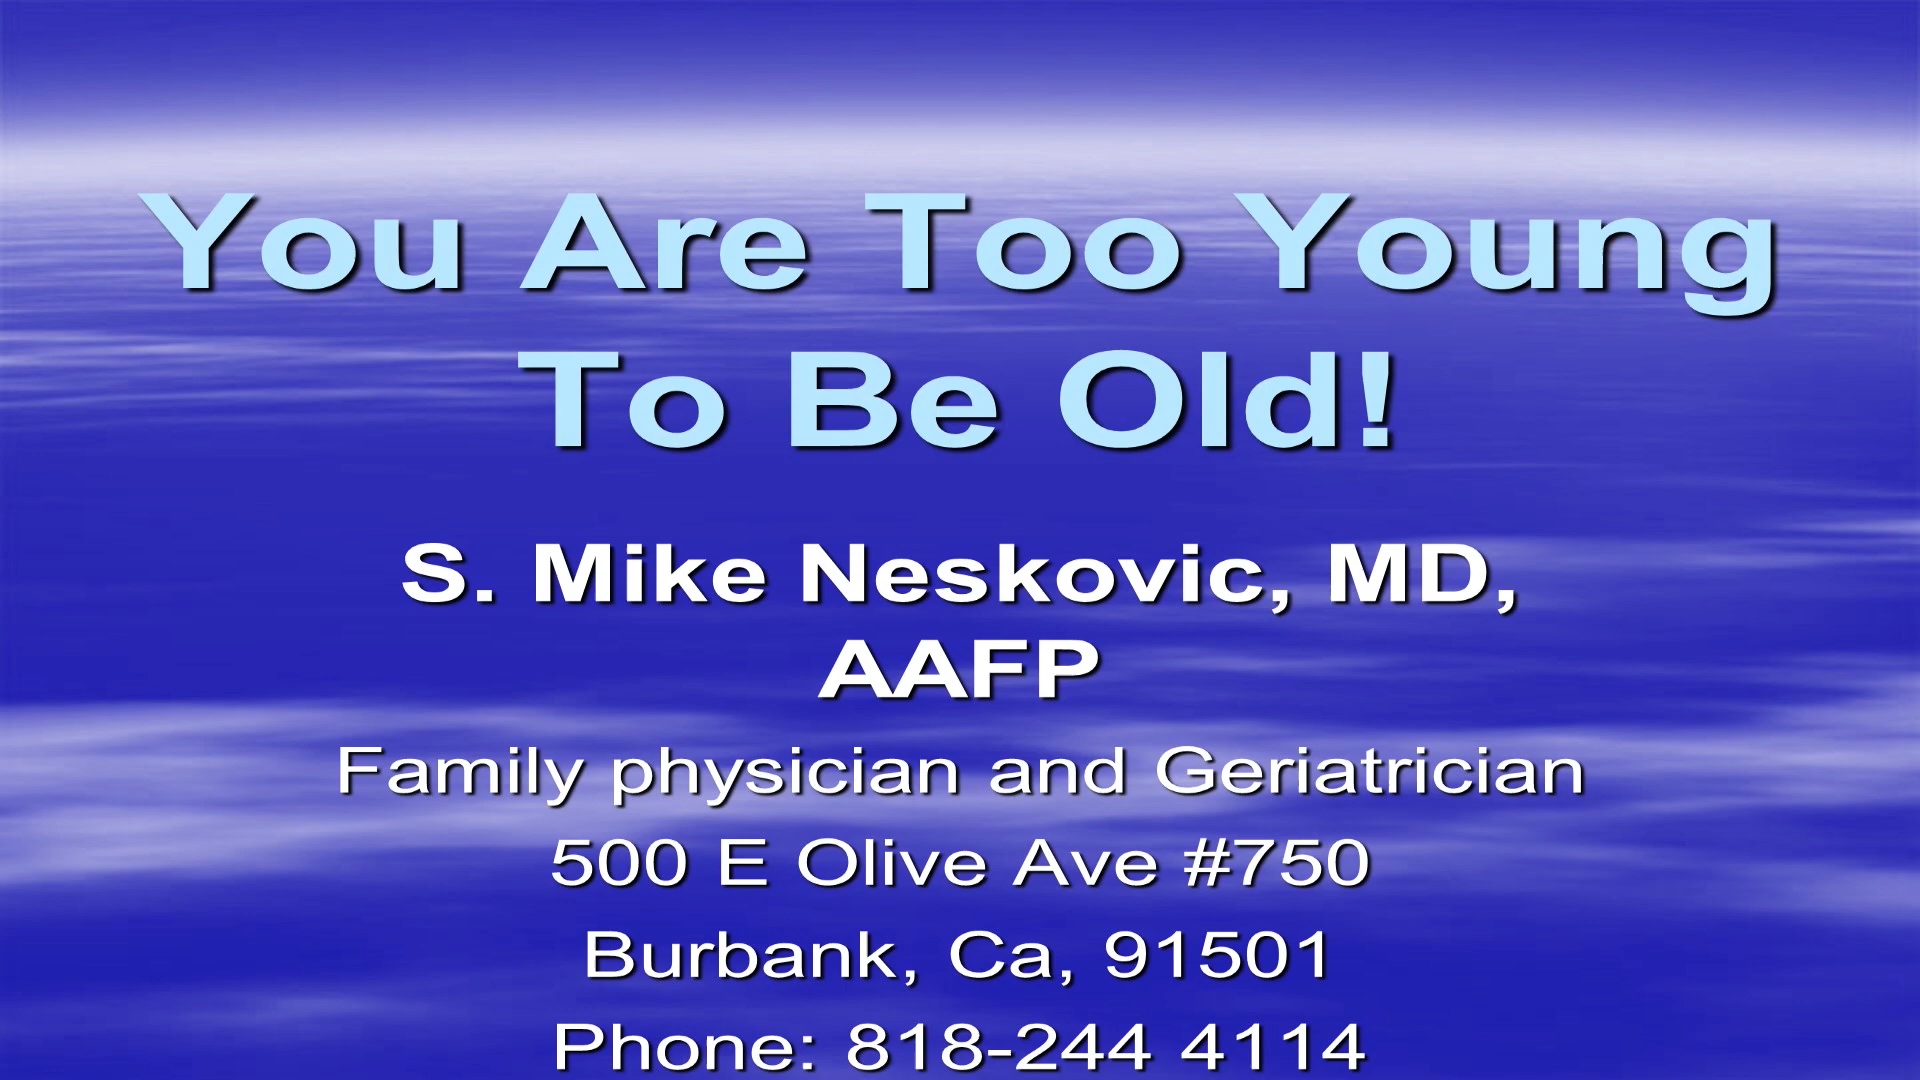 You Are Too Young
To Be Old!
S. Mike Neskovic, MD,
AAFP
Family physician and Geriatrician
500 E Olive Ave #750
Burbank, Ca, 91501
Phone: 818-244 4114